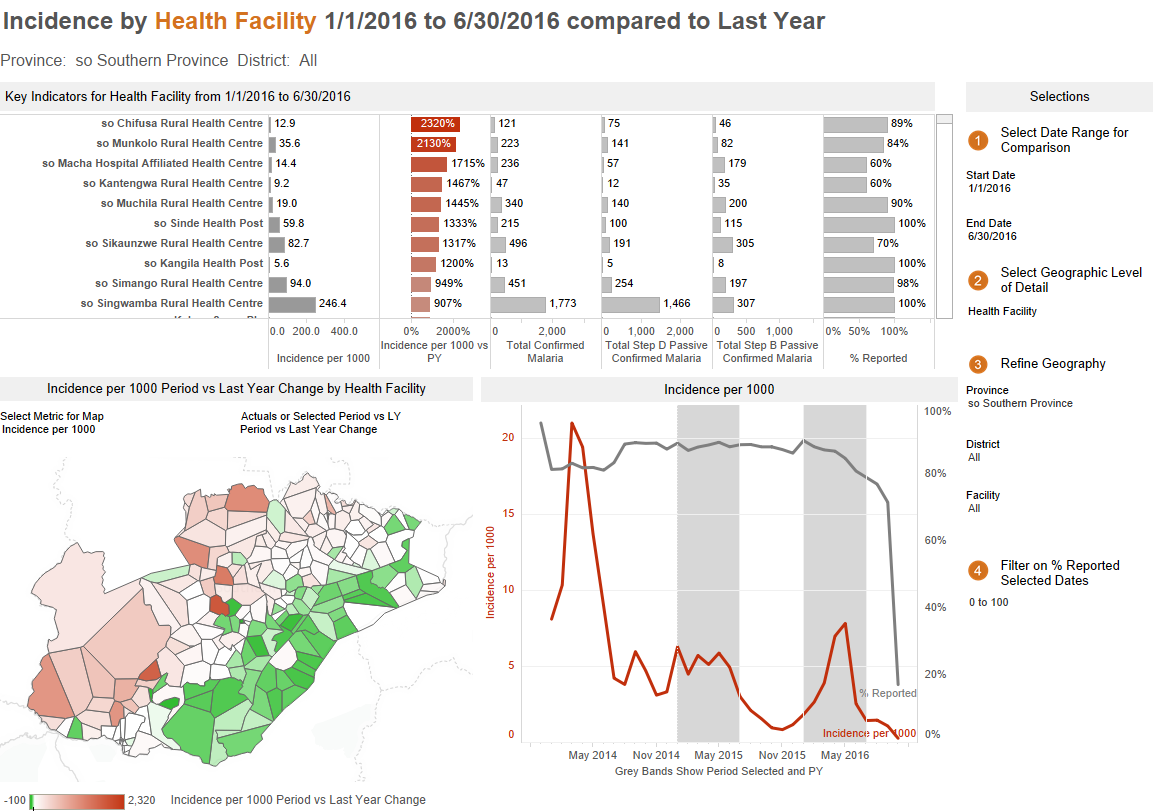 Incidence by Health Facility 1/1/2016 to 6/30/2016 compared to Last Year
Province: so Southern Province District: All
Key Indicators for Health Facility from 1/1/2016 to 6/30/2016
so Chifusa Rural Health Centre 12.9 2320% 121 75 46 89%
so Munkolo Rural Health Centre 35.6 2130% 223 141 82 84%
so Macha Hospital Affiliated Health Centre 14.4 1715% 236 57 179 60%
so Kantengwa Rural Health Centre 9.2 1467% 47 12 35 60%
so Muchila Rural Health Centre 19.0 1445% 340 140 200 90%
so Sinde Health Post 59.8 1333% 215 100 115 100%
so Sikaunzwe Rural Health Centre 82.7 1317% 496 191 305 70%
so Kangila Health Post 5.6 1200% 13 5 8 100%
so Simango Rural Health Centre 94.0 949% 451 254 197 98%
so Singwamba Rural Health Centre 246.4 907% 1,773 1,466 307 100%
0.0 200.0 400.0 0% 2000% 0 2,000 0 1,000 2,000 0 500 1,000 0% 50% 100%
Incidence per 1000
Incidence per 1000 vs
PY
Total Confirmed
Malaria
Total Step D Passive
Confirmed Malaria
Total Step B Passive
Confirmed Malaria
% Reported
Incidence per 1000 Period vs Last Year Change by Health Facility
Select Metric for Map
Incidence per 1000
Actuals or Selected Period vs LY
Period vs Last Year Change
-100 2,320 Incidence per 1000 Period vs Last Year Change
Incidence per 1000
Incidence per 1000
20
15
10
5
0
100%
80%
60%
40%
20%
0%
% Reported
Incidence per 1000
May 2014 Nov 2014 May 2015 Nov 2015 May 2016
Grey Bands Show Period Selected and PY
Selections
1 Select Date Range for
Comparison
Start Date
1/1/2016
End Date
6/30/2016
2 Select Geographic Level
of Detail
Health Facility
3 Refine Geography
Province
so Southern Province
District
All
Facility
All
4 Filter on % Reported
Selected Dates
0 to 100